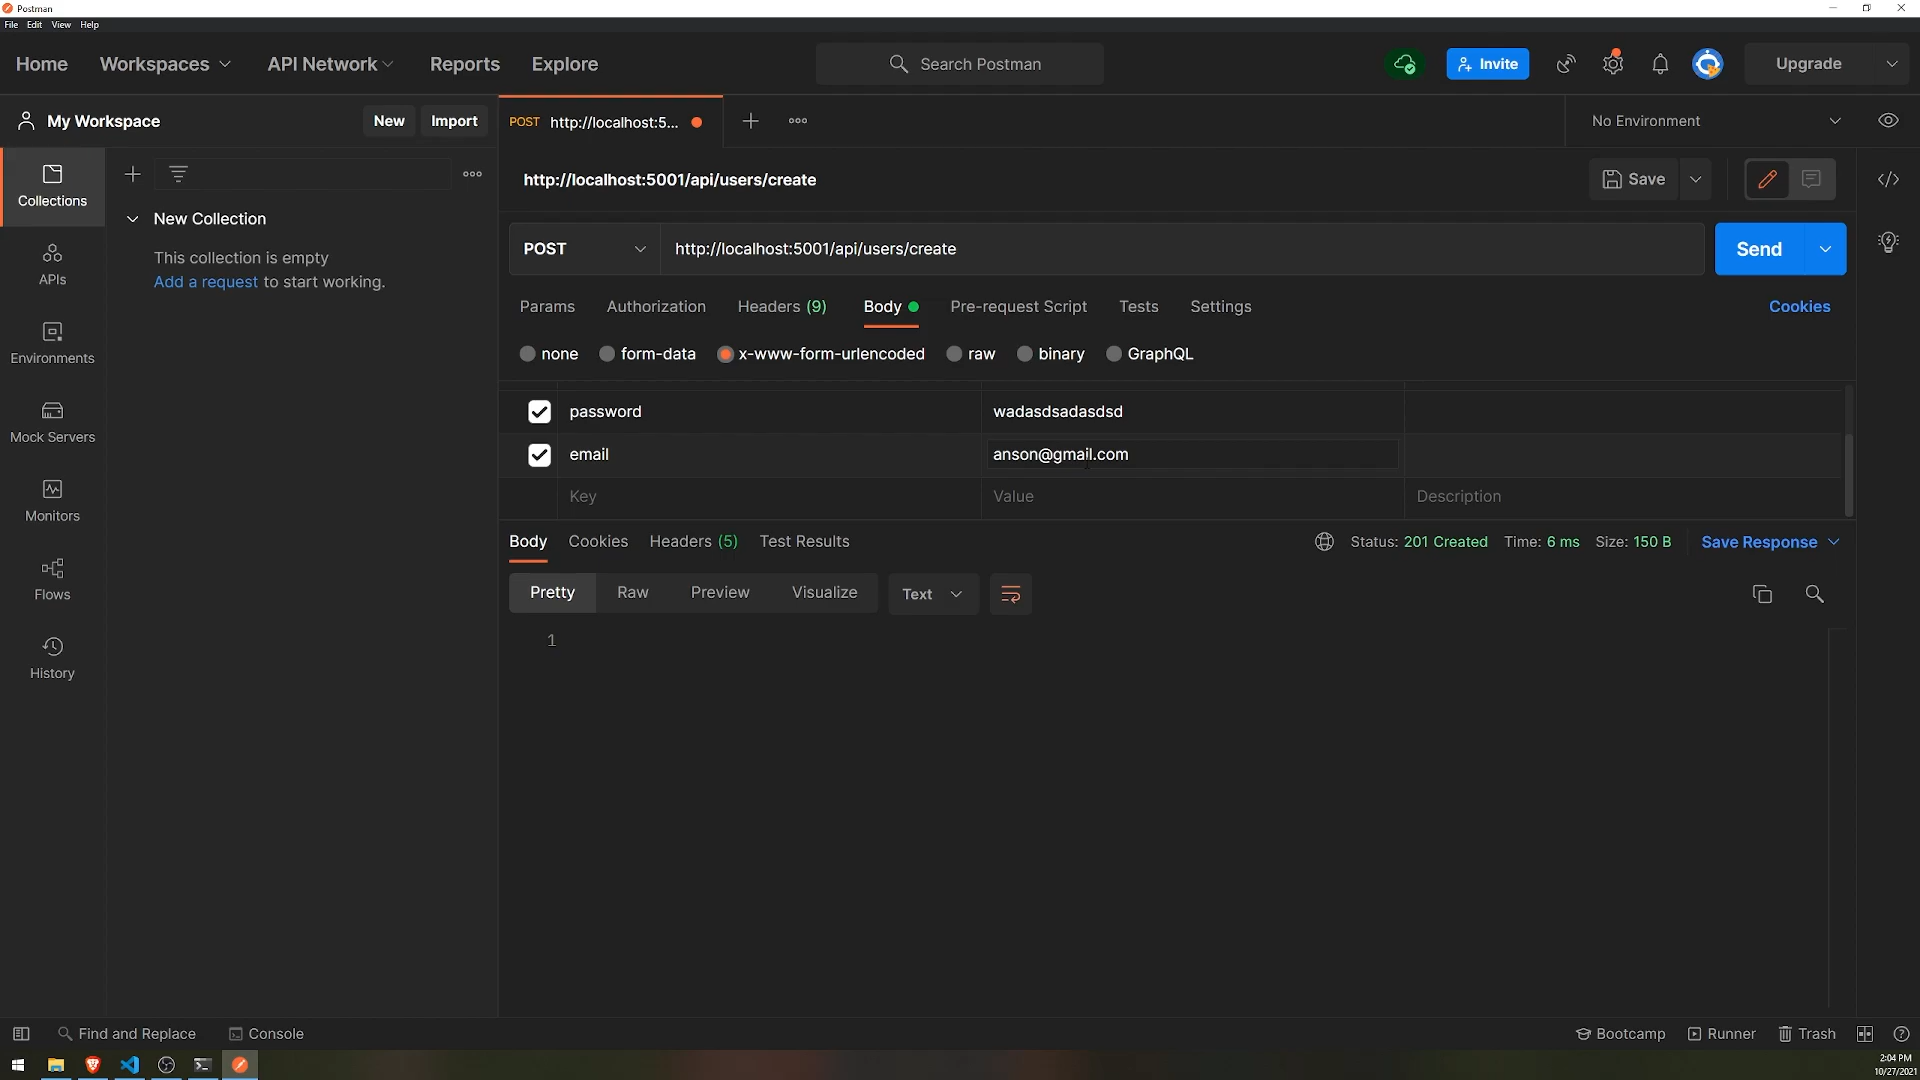 Postman
File Edit View Help
Home Workspaces API Network Reports Explore Search Postman Invite Upgrade
My Workspace New Import POST http://localhost:5... No Environment
http://localhost:5001/api/users/create Save
Collections
New Collection
This collection is empty
Add a request to start working.
POST http://localhost:5001/api/users/create Send
APIs
Params Authorization Headers (9) Body Pre-request Script Tests Settings Cookies
Environments
none form-data x-www-form-urlencoded raw binary GraphQL
Mock Servers
password wadasdsadasdsd
email anson@gmail.com
Key Value Description
Monitors
Body Cookies Headers (5) Test Results Status: 201 Created Time: 6 ms Size: 150 B Save Response
Flows
Pretty Raw Preview Visualize Text
1
History
Find and Replace Console Bootcamp Runner Trash
2:04 PM
10/27/2021